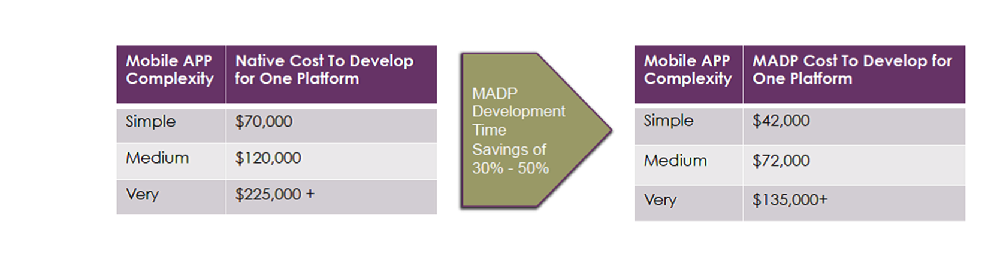 Mobile APP
Complexity
Native Cost To Develop
for One Platform
Simple
$70,000
Medium
$120,000
Very
$225,000 +
MADP
Development
Time
Savings of
30% - 50%
Mobile APP
Complexity
MADP Cost To Develop for
One Platform
Simple
$42,000
Medium
$72,000
Very
$135,000+